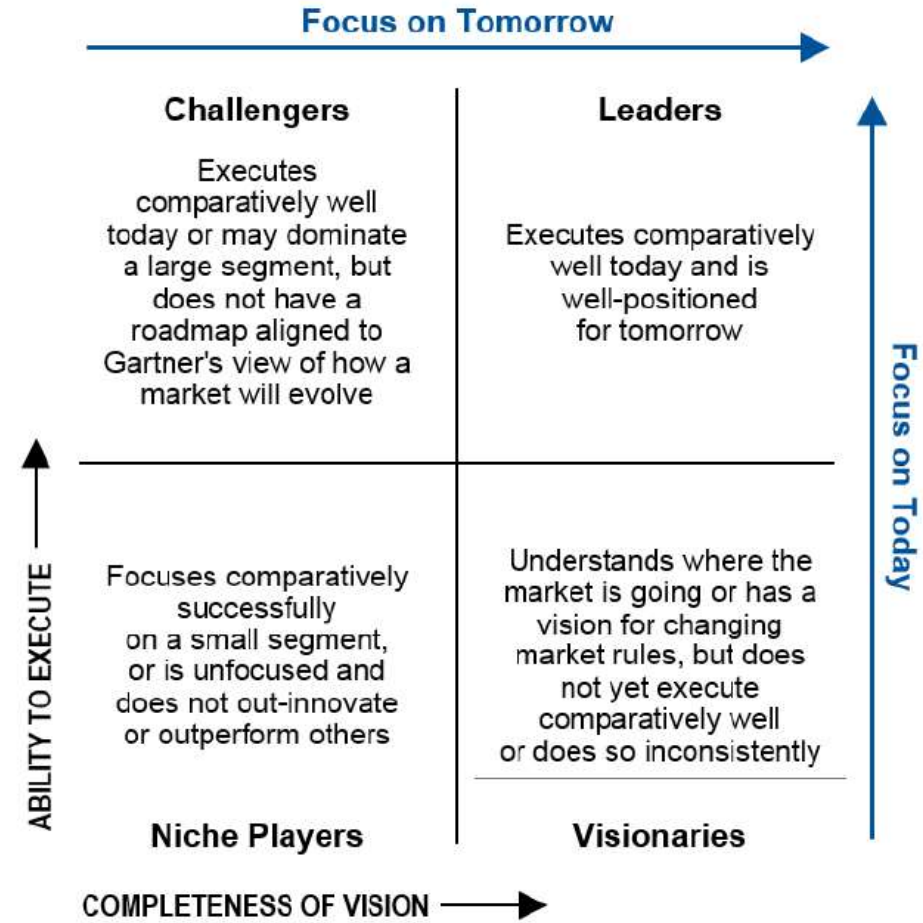 Focus on Tomorrow
Challengers
Executes
comparatively well
today or may dominate
a large segment, but
does not have a
roadmap aligned to
Gartner's view of how a
market will evolve
Leaders
Executes comparatively
well today and is
well-positioned
for tomorrow
Focus on Today
ABILITY TO EXECUTE
Focuses comparatively
successfully
on a small segment,
or is unfocused and
does not out-innovate
or outperform others
Niche Players
Understands where the
market is going or has a
vision for changing
market rules, but does
not yet execute
comparatively well
or does so inconsistently
Visionaries
COMPLETENESS OF VISION